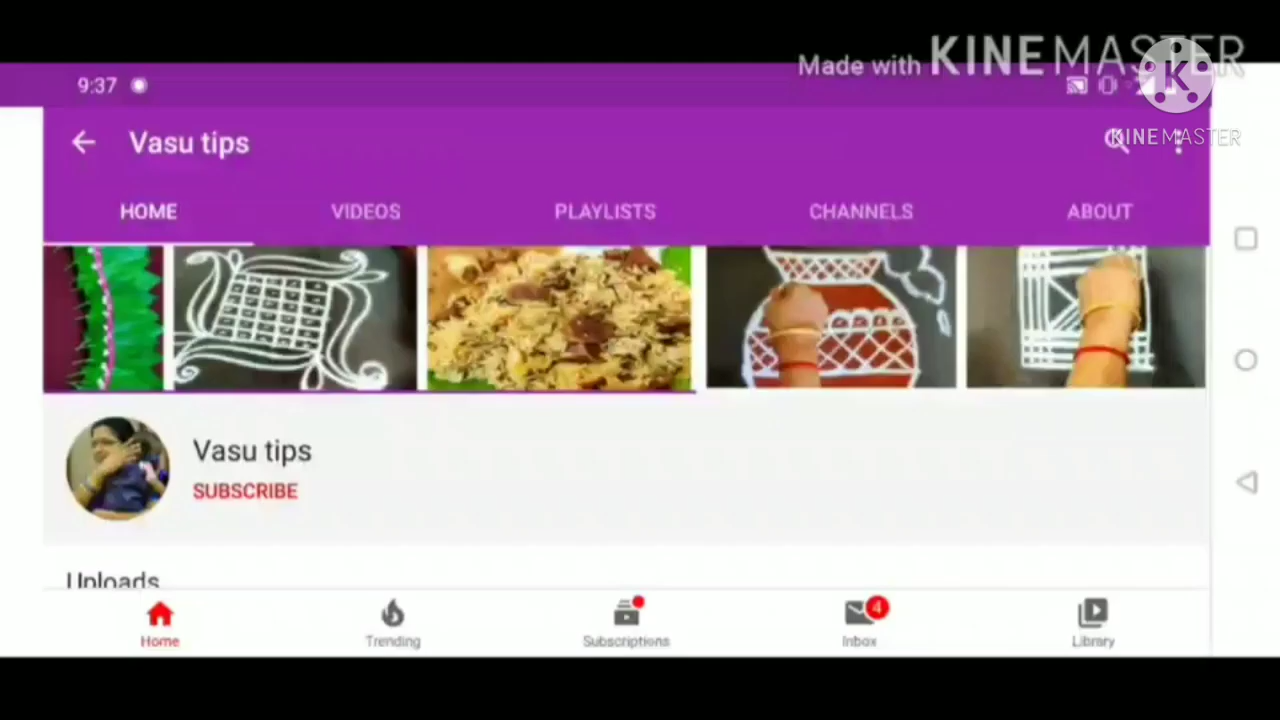 Made with KINEMASTER
K
KINEMASTER
9:37
Vasu tips
HOME
VIDEOS
PLAYLISTS
CHANNELS
ABOUT
Vasu tips
SUBSCRIBE
Uploads
Home
Trending
Subscriptions
4
Inbox
Library